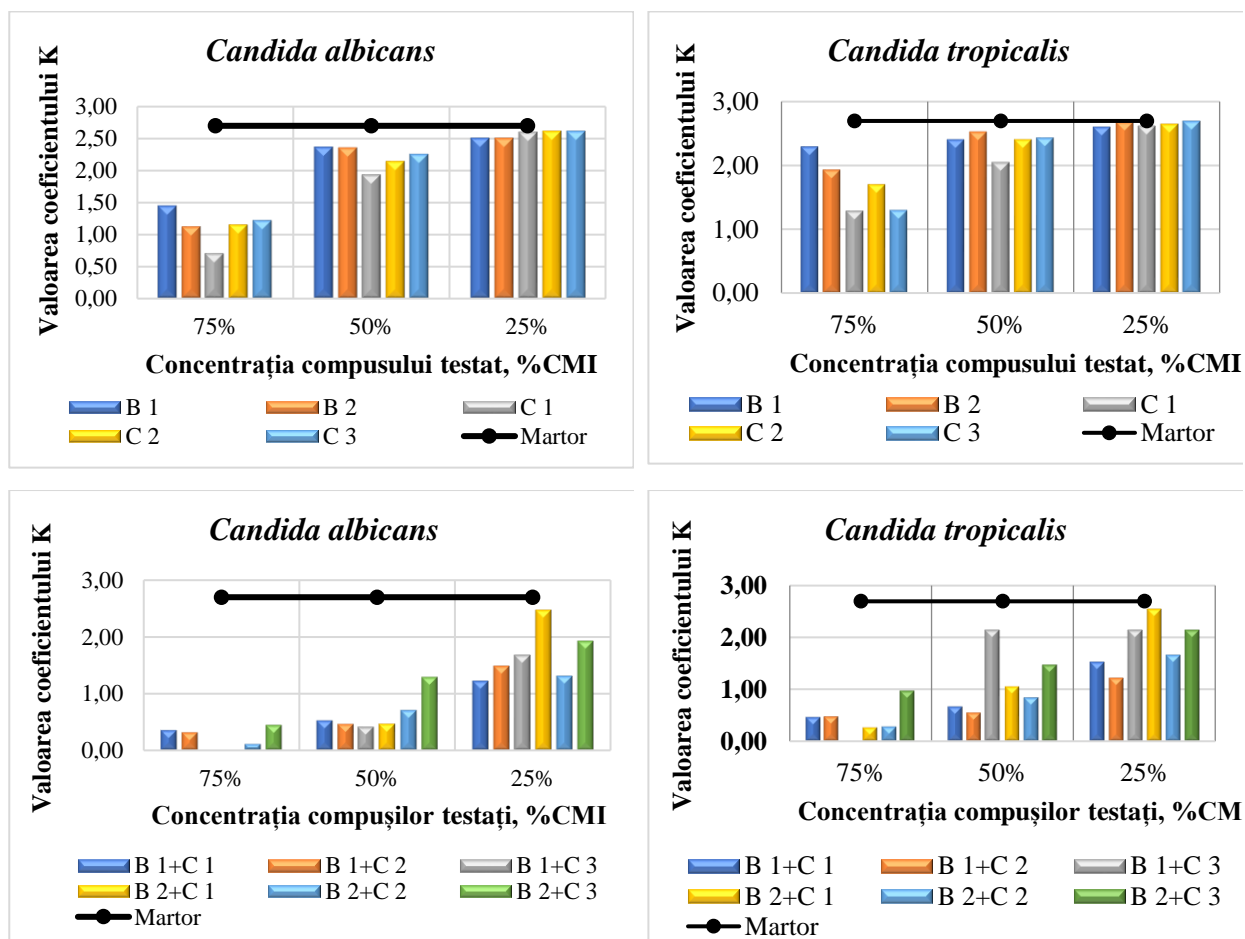 Candida albicans
Valoarea coeficientului K
3,00
2,50
2,00
1,50
1,00
0,50
0,00
75%
50%
25%
Concentrația compusului testat, %CMI
B 1
B 2
C 1
C 2
C 3
Martor
Candida tropicalis
Valoarea coeficientului K
3,00
2,00
1,00
0,00
75%
50%
25%
Concentrația compusului testat, %CMI
B 1
B 2
C 1
C 2
C 3
Martor
Candida albicans
Valoarea coeficientului K
3,00
2,00
1,00
0,00
75%
50%
25%
Concentrația compușilor testați, %CMI
B 1+C 1
B 1+C 2
B 1+C 3
B 2+C 1
B 2+C 2
B 2+C 3
Martor
Candida tropicalis
Valoarea coeficientului K
3,00
2,00
1,00
0,00
75%
50%
25%
Concentrația compușilor testați, %CMI
B 1+C 1
B 1+C 2
B 1+C 3
B 2+C 1
B 2+C 2
B 2+C 3
Martor